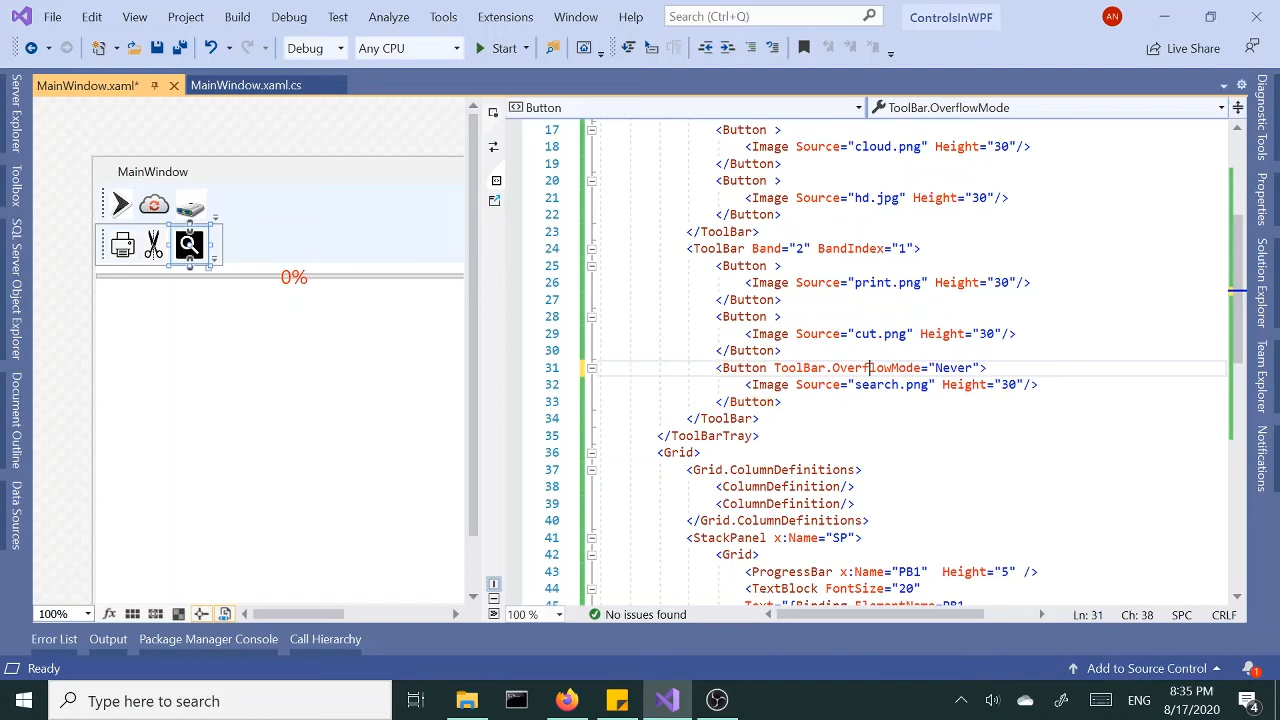 File Edit View Project Build Debug Test Analyze Tools Extensions Window Help Search (Ctrl+Q) ControlsInWPF AN
Debug Any CPU Start Live Share
MainWindow.xaml* MainWindow.xaml.cs
Button ToolBar.OverflowMode
MainWindow
0%
17 <Button >
18 <Image Source="cloud.png" Height="30"/>
19 </Button>
20 <Button >
21 <Image Source="hd.jpg" Height="30"/>
22 </Button>
23 </ToolBar>
24 <ToolBar Band="2" BandIndex="1">
25 <Button >
26 <Image Source="print.png" Height="30"/>
27 </Button>
28 <Button >
29 <Image Source="cut.png" Height="30"/>
30 </Button>
31 <Button ToolBar.OverflowMode="Never">
32 <Image Source="search.png" Height="30"/>
33 </Button>
34 </ToolBar>
35 </ToolBarTray>
36 <Grid>
37 <Grid.ColumnDefinitions>
38 <ColumnDefinition/>
39 <ColumnDefinition/>
40 </Grid.ColumnDefinitions>
41 <StackPanel x:Name="SP">
42 <Grid>
43 <ProgressBar x:Name="PB1" Height="5" />
44 <TextBlock FontSize="20"
45 Text="{Binding ElementName=PB1
Server Explorer
Toolbox
SQL Server Object Explorer
Document Outline
Data Sources
Diagnostic Tools
Properties
Solution Explorer
Team Explorer
Notifications
100% fx 100 % No issues found Ln: 31 Ch: 38 SPC CRLF
Error List Output Package Manager Console Call Hierarchy
Ready Add to Source Control 1
Type here to search ENG 8:35 PM
8/17/2020 4